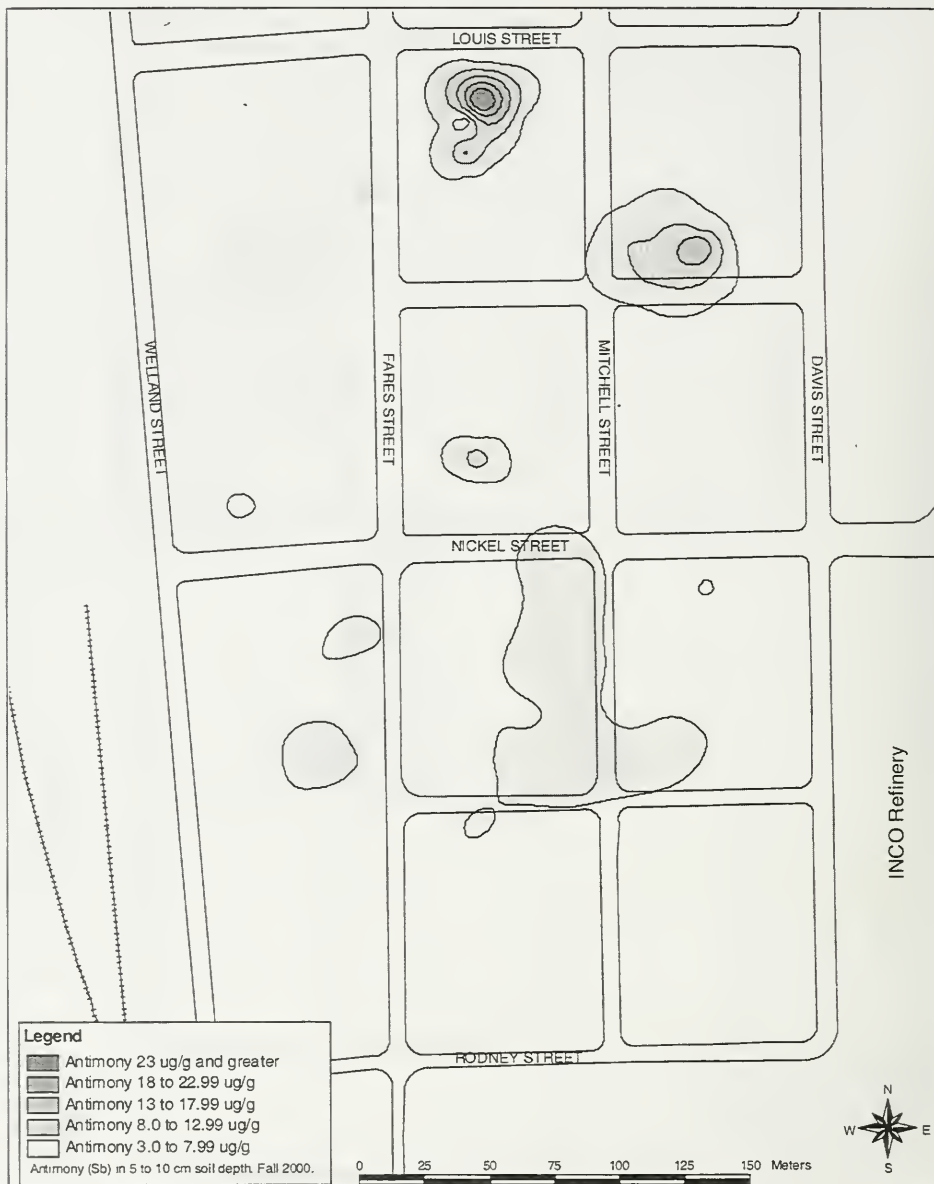 LOUIS STREET
WELLAND STREET
FARES STREET
MITCHELL STREET
DAVIS STREET
NICKEL STREET
INCO Refinery
RODNEY STREET
Legend
Antimony 23 ug/g and greater
Antimony 18 to 22.99 ug/g
Antimony 13 to 17.99 ug/g
Antimony 8.0 to 12.99 ug/g
Antimony 3.0 to 7.99 ug/g
Antimony (Sb) in 5 to 10 cm soil depth. Fall 2000.
0 25 50 100 125 150 Meters
N
W E
S